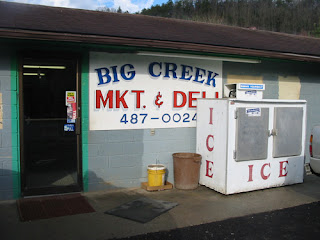 BIG CREEK
MKT. & DELI
487-0024
ICE
ICE